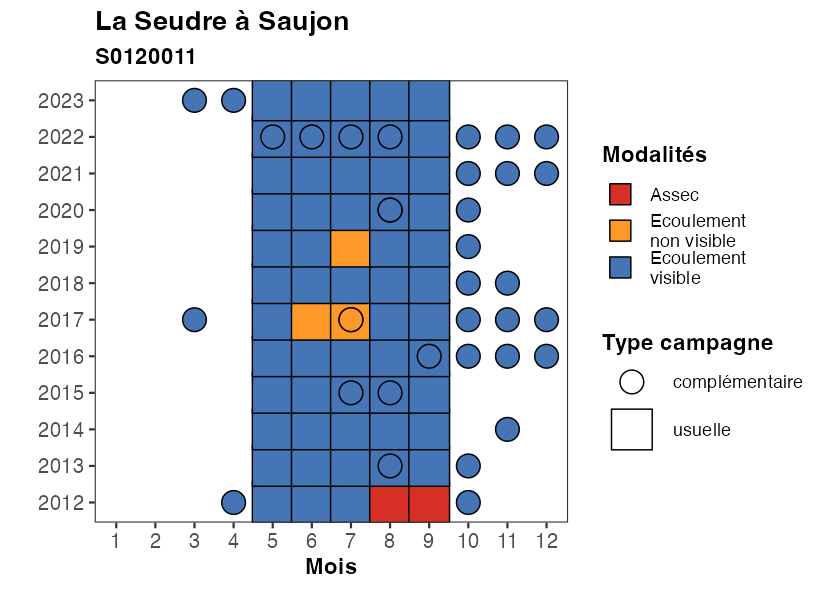 La Seudre à Saujon
S0120011
2023
2022
2021
2020
2019
2018
2017
2016
2015
2014
2013
2012
1 2 3 4 5 6 7 8 9 10 11 12
Mois
Modalités
Assec
Ecoulement
non visible
Ecoulement
visible
Type campagne
complémentaire
usuelle